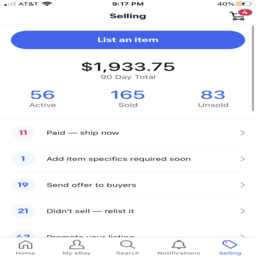 AT&T 9:17 PM 40%
Selling
4
List an item
$1,933.75
90 Day Total
56 165 83
Active Sold Unsold
11 Paid — ship now
1 Add item specifics required soon
19 Send offer to buyers
21 Didn't sell — relist it
43 Promote your listing
Home My eBay Search Notifications Selling